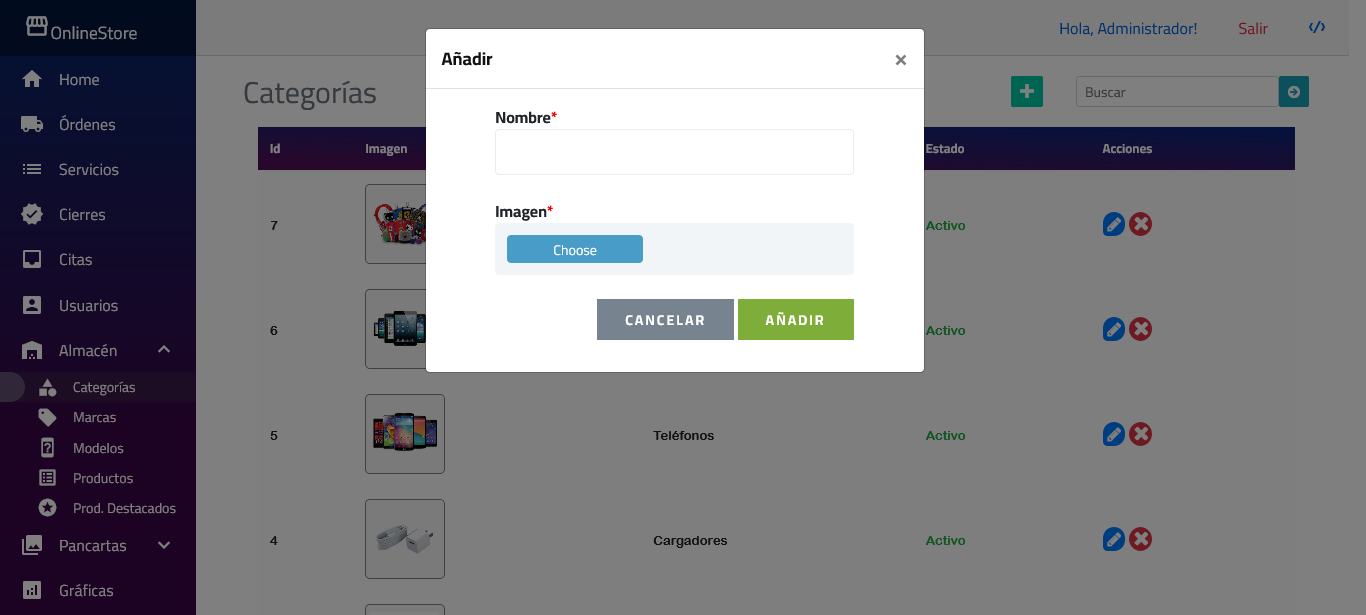 OnlineStore
Hola, Administrador!
Salir
Home
Órdenes
Servicios
Cierres
Citas
Usuarios
Almacén
Categorías
Marcas
Modelos
Productos
Prod. Destacados
Pancartas
Gráficas
Categorías
Buscar
Id Imagen Estado Acciones
7 Activo
6 Activo
5 Teléfonos Activo
4 Cargadores Activo
Añadir ×
Nombre*
Imagen*
Choose
CANCELAR AÑADIR